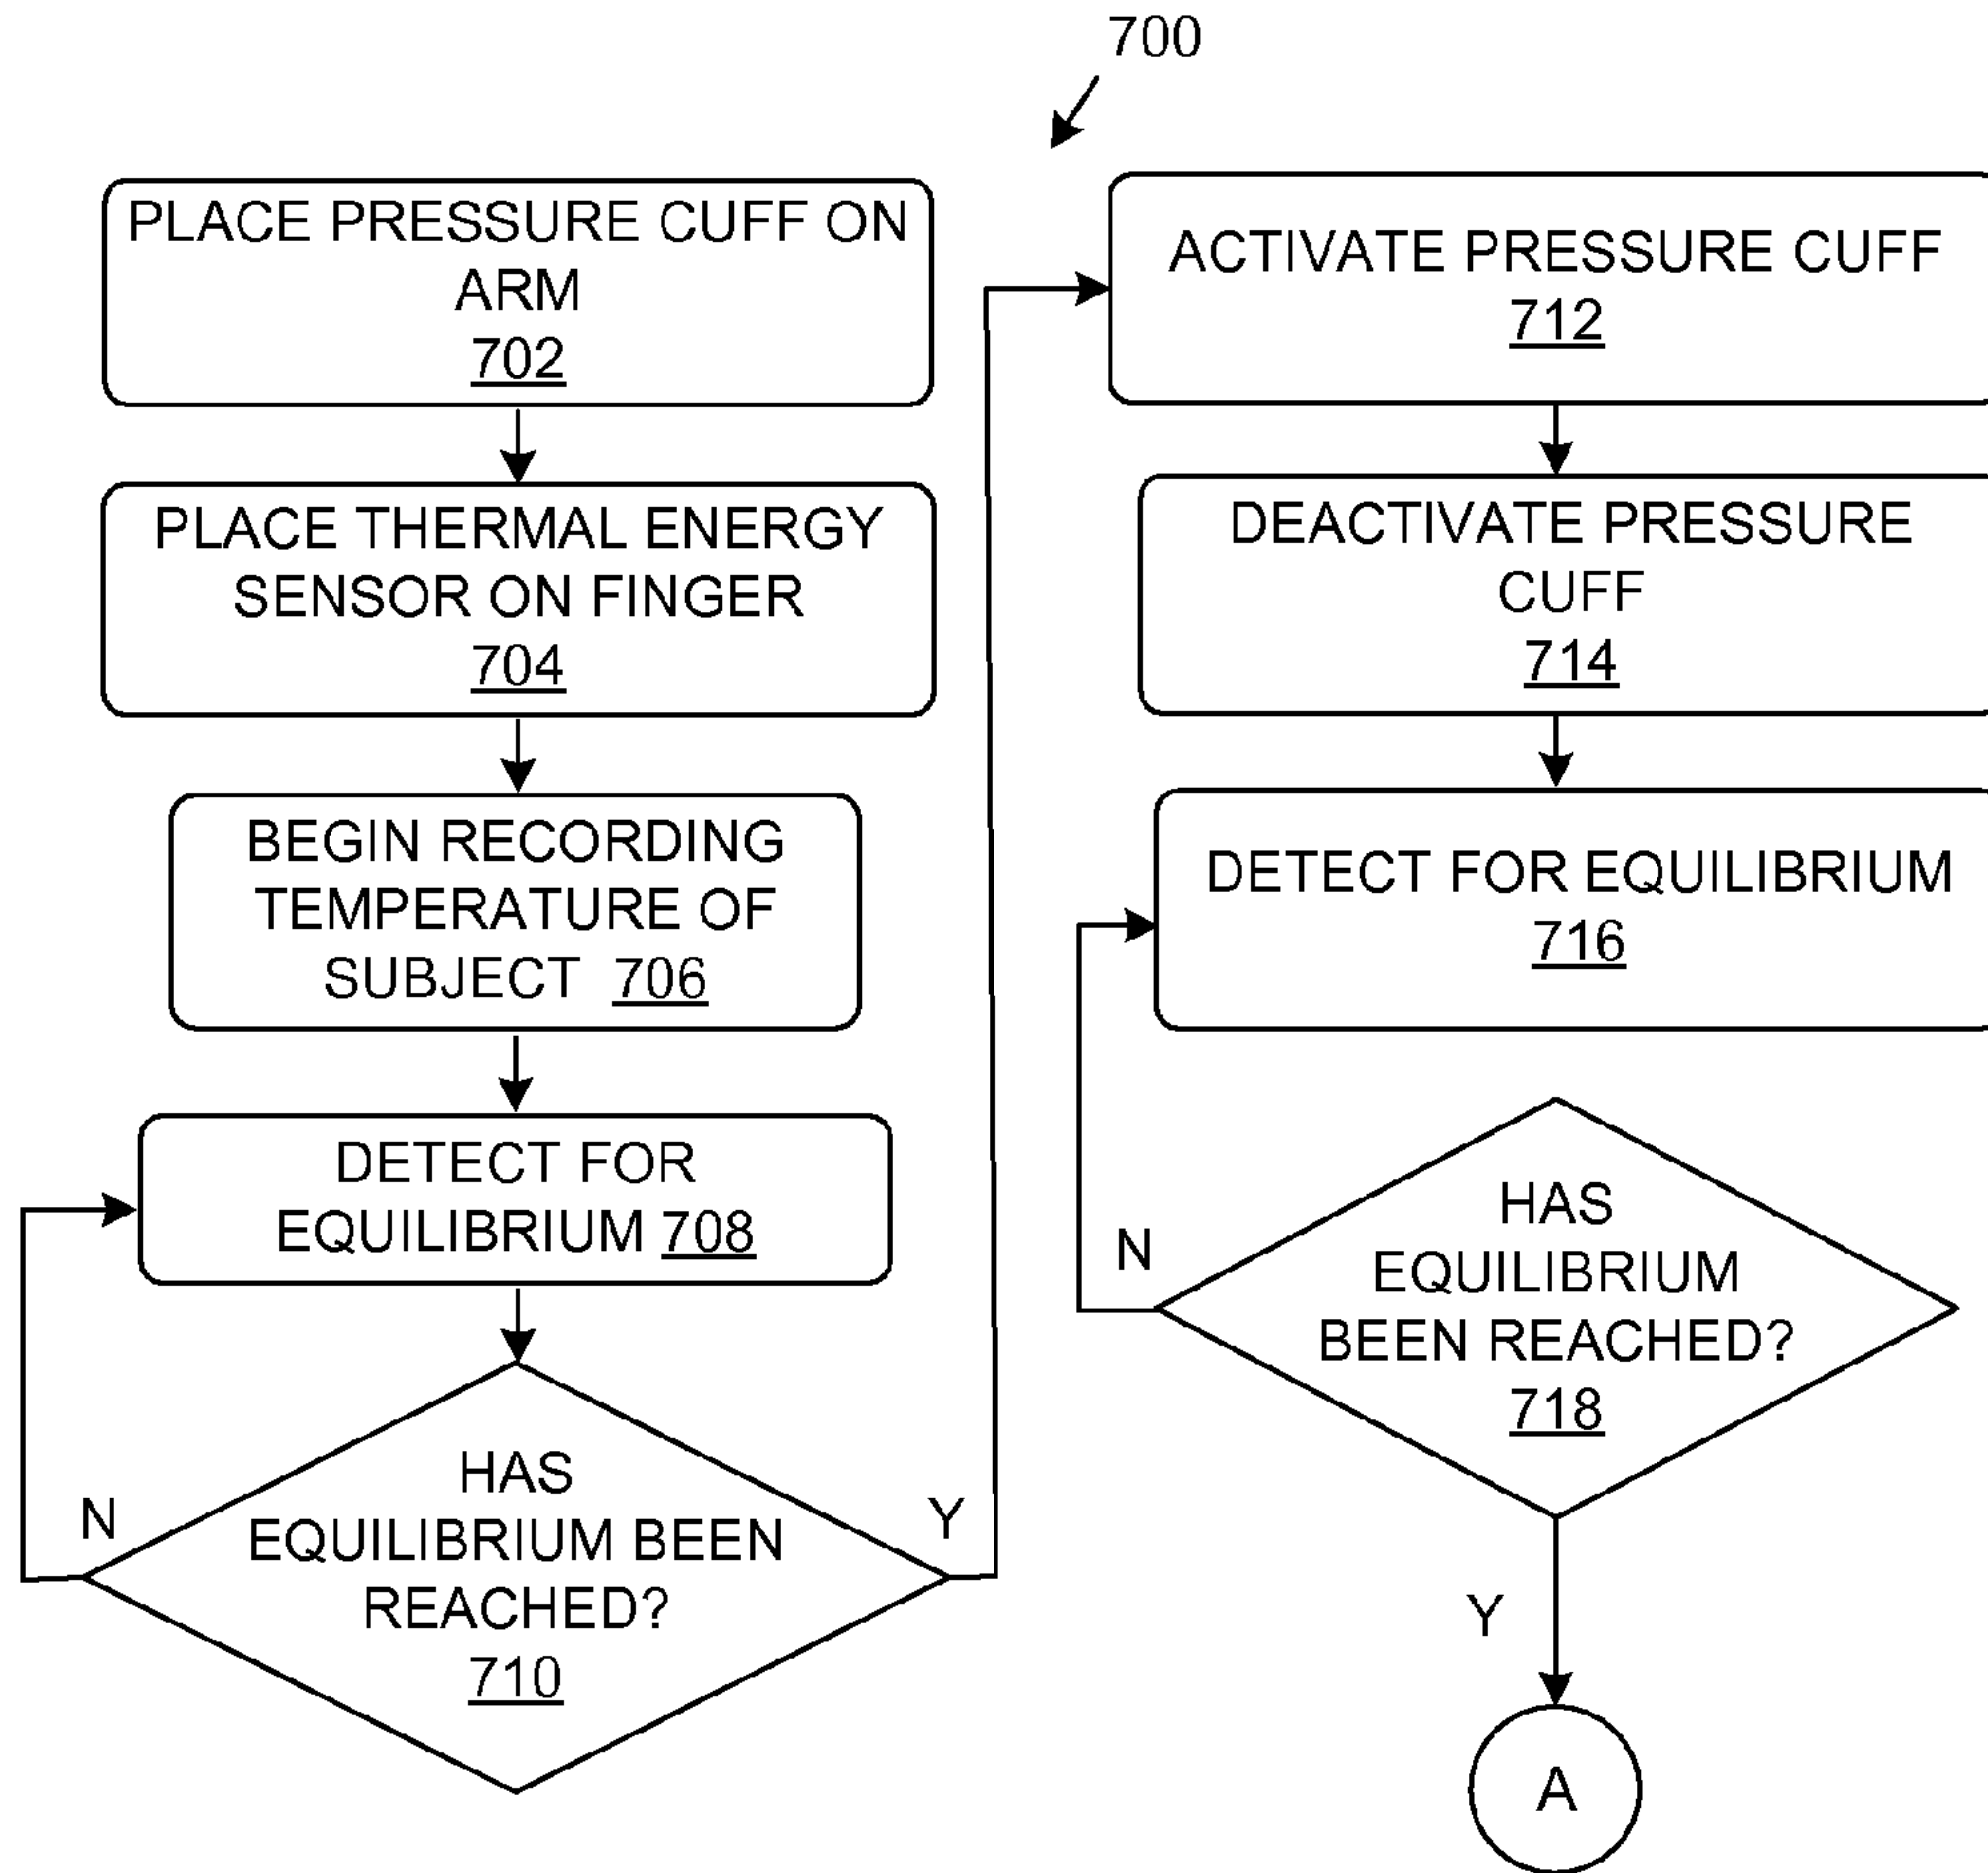 700
PLACE PRESSURE CUFF ON
ARM
702
PLACE THERMAL ENERGY
SENSOR ON FINGER
704
BEGIN RECORDING
TEMPERATURE OF
SUBJECT 706
DETECT FOR
EQUILIBRIUM 708
HAS
EQUILIBRIUM BEEN
REACHED?
710
N
Y
ACTIVATE PRESSURE CUFF
712
DEACTIVATE PRESSURE
CUFF
714
DETECT FOR EQUILIBRIUM
716
HAS
EQUILIBRIUM
BEEN REACHED?
718
N
Y
A